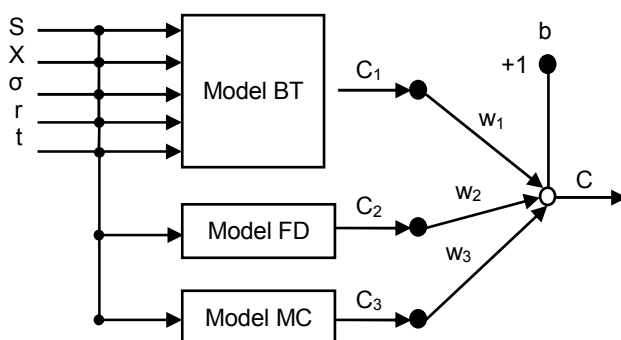 S
X
σ
r
t
Model BT
C₁
w₁
b
+1
C
Model FD
C₂
w₂
Model MC
C₃
w₃